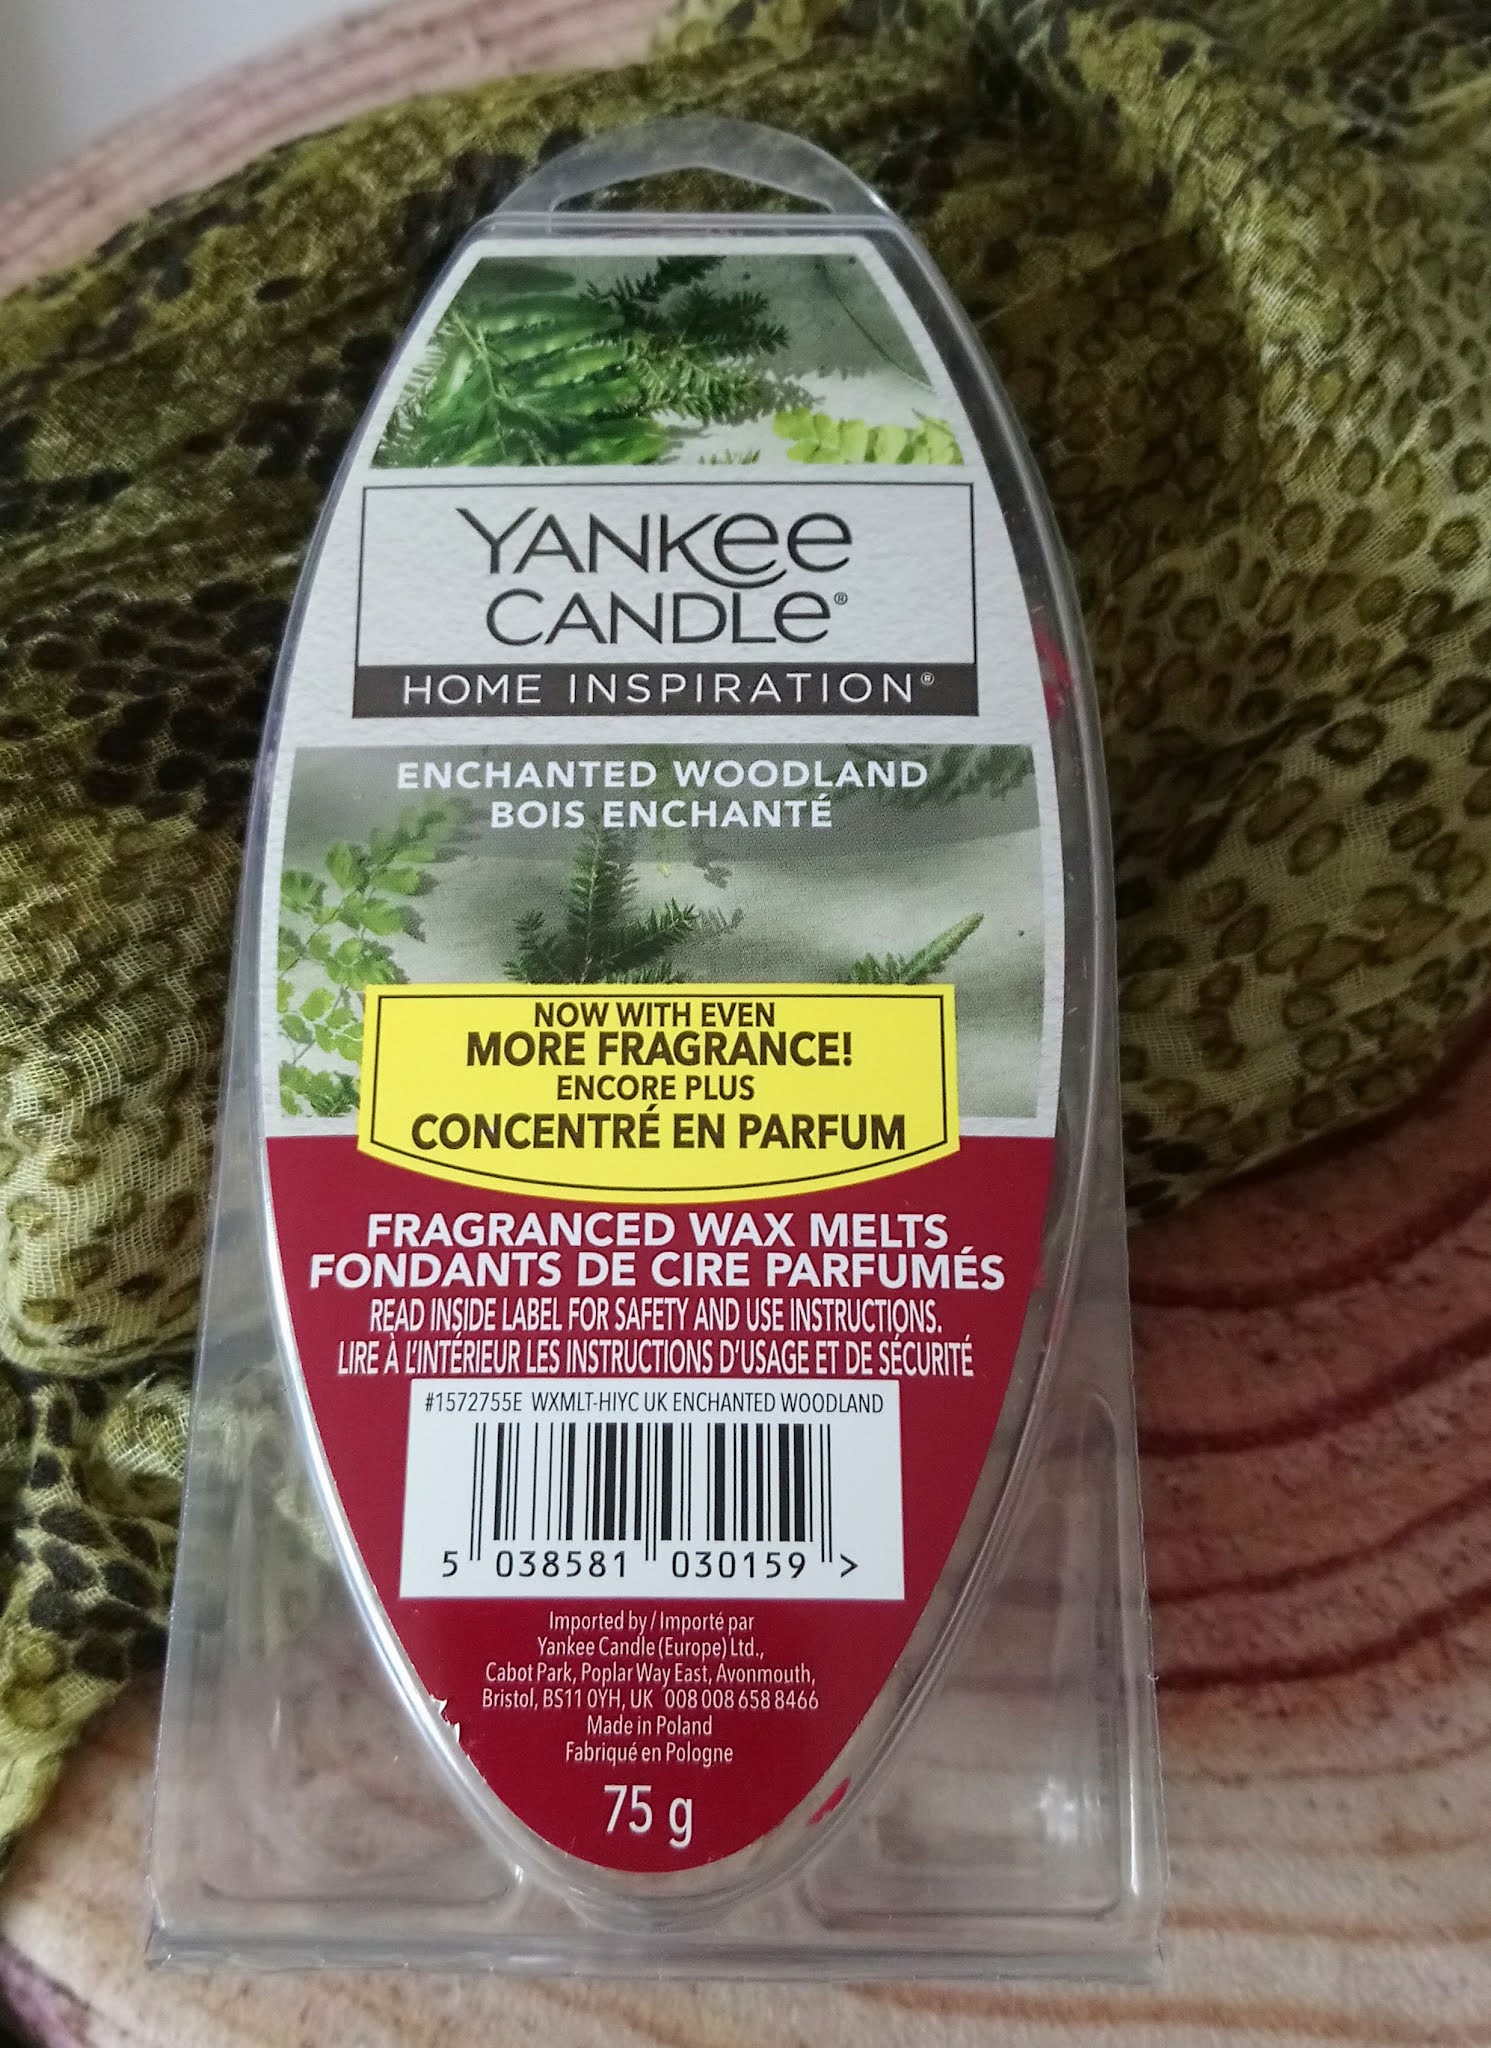 YANKEE
CANDLE®
HOME INSPIRATION®
ENCHANTED WOODLAND
BOIS ENCHANTÉ
NOW WITH EVEN
MORE FRAGRANCE!
ENCORE PLUS
CONCENTRÉ EN PARFUM
FRAGRANCED WAX MELTS
FONDANTS DE CIRE PARFUMÉS
READ INSIDE LABEL FOR SAFETY AND USE INSTRUCTIONS.
LIRE À L'INTÉRIEUR LES INSTRUCTIONS D'USAGE ET DE SÉCURITÉ
#1572755E WXMLT-HIYC UK ENCHANTED WOODLAND
5 038581 030159 >
Imported by / Importé par
Yankee Candle (Europe) Ltd.,
Cabot Park, Poplar Way East, Avonmouth,
Bristol, BS11 0YH, UK 008 008 658 8466
Made in Poland
Fabriqué en Pologne
75 g